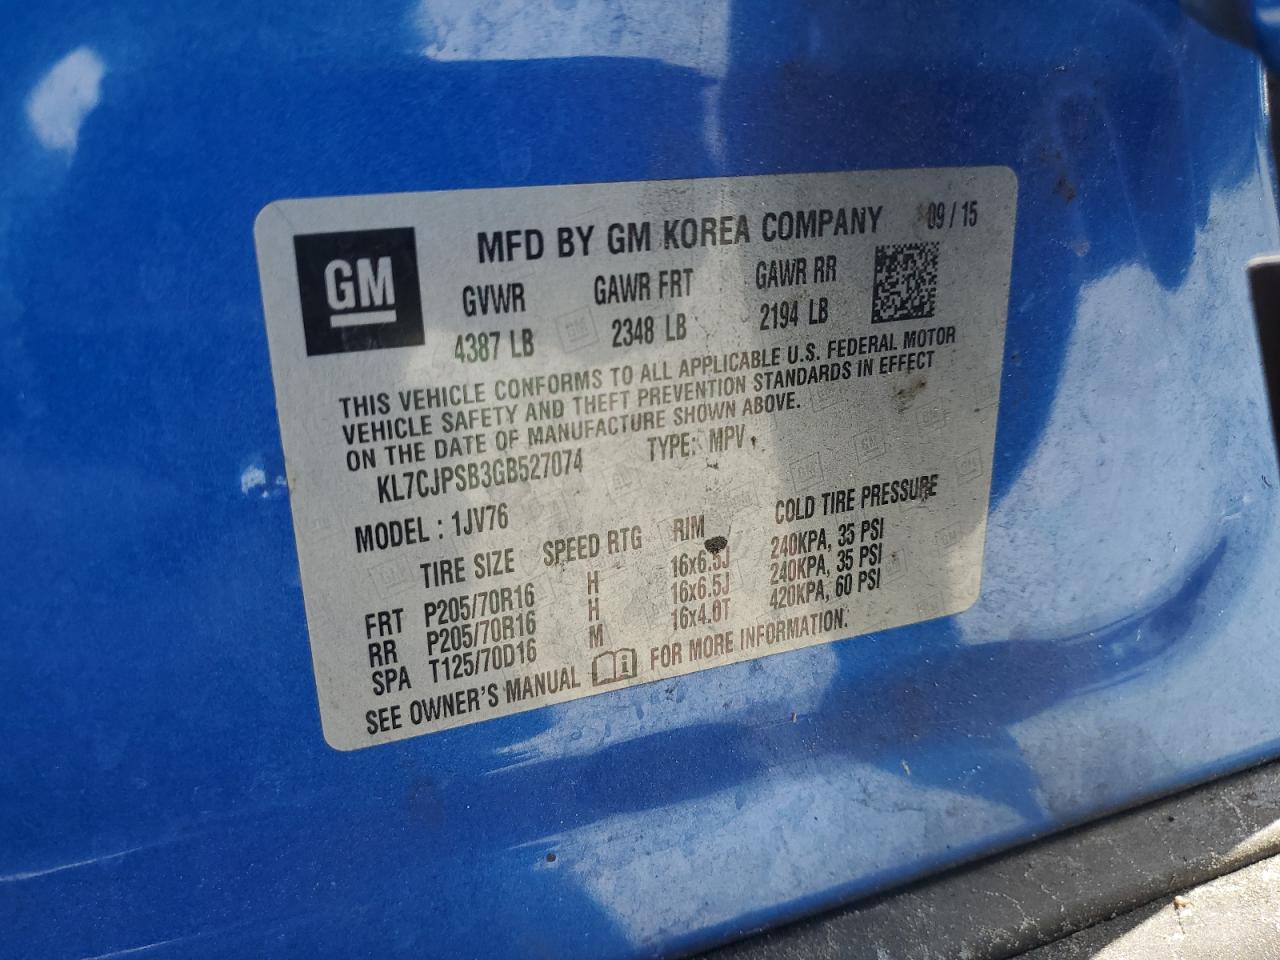 GM
MFD BY GM KOREA COMPANY 09 / 15
GVWR GAWR FRT GAWR RR
4387 LB 2348 LB 2194 LB
THIS VEHICLE CONFORMS TO ALL APPLICABLE U.S. FEDERAL MOTOR
VEHICLE SAFETY AND THEFT PREVENTION STANDARDS IN EFFECT
ON THE DATE OF MANUFACTURE SHOWN ABOVE.
KL7CJPSB3GB527074 TYPE: MPV
MODEL : 1JV76
TIRE SIZE SPEED RTG RIM COLD TIRE PRESSURE
FRT P205/70R16 H 16x6.5J 240KPA, 35 PSI
RR P205/70R16 H 16x6.5J 240KPA, 35 PSI
SPA T125/70D16 M 16x4.0T 420KPA, 60 PSI
SEE OWNER'S MANUAL FOR MORE INFORMATION.